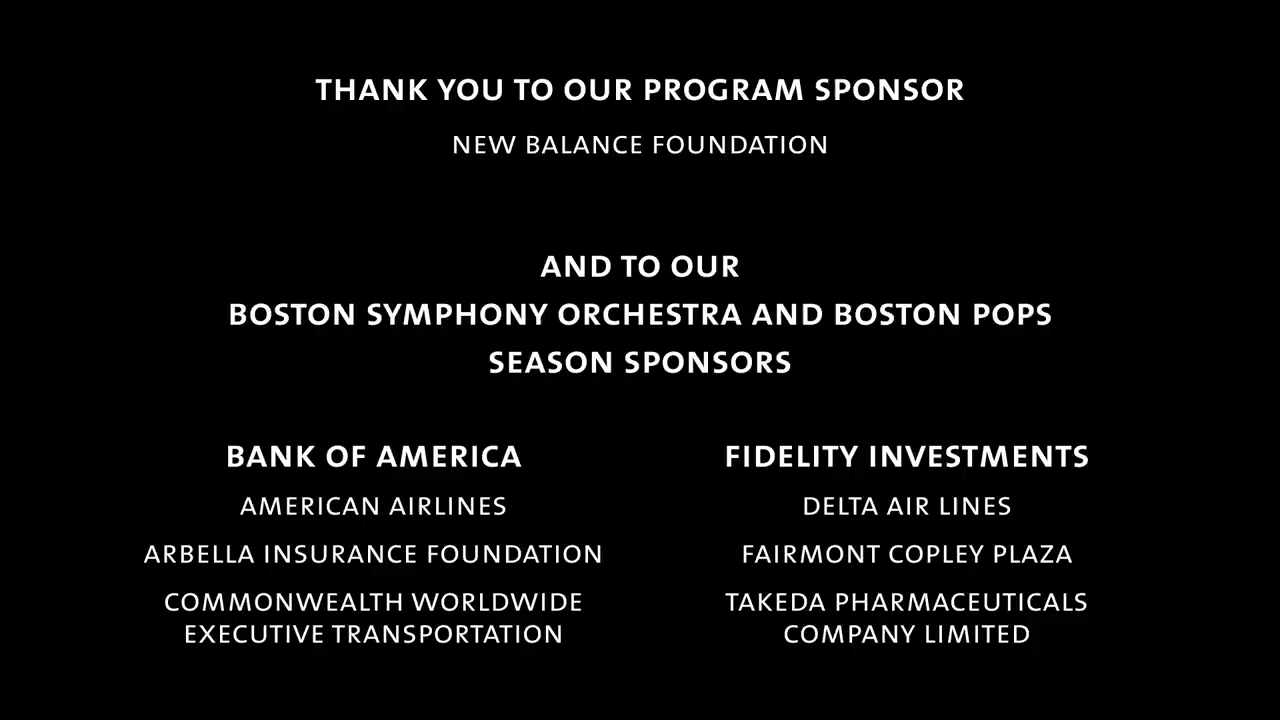 THANK YOU TO OUR PROGRAM SPONSOR
NEW BALANCE FOUNDATION
AND TO OUR
BOSTON SYMPHONY ORCHESTRA AND BOSTON POPS
SEASON SPONSORS
BANK OF AMERICA
AMERICAN AIRLINES
ARBELLA INSURANCE FOUNDATION
COMMONWEALTH WORLDWIDE
EXECUTIVE TRANSPORTATION
FIDELITY INVESTMENTS
DELTA AIR LINES
FAIRMONT COPLEY PLAZA
TAKEDA PHARMACEUTICALS
COMPANY LIMITED